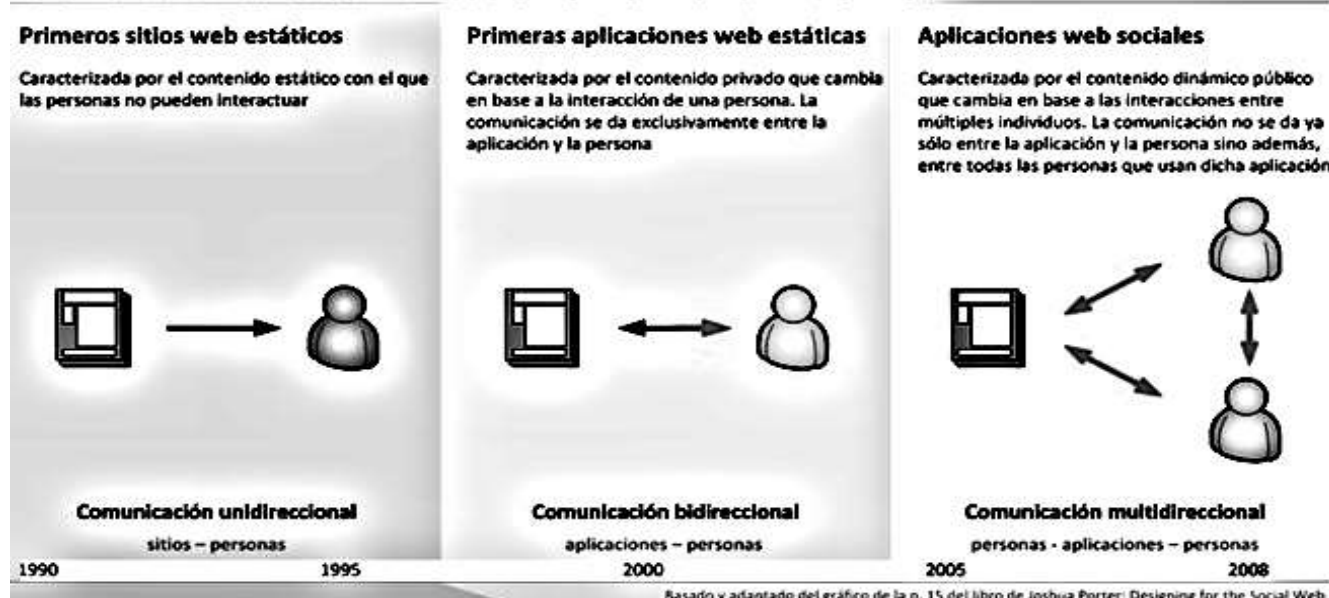 Primeros sitios web estáticos
Caracterizada por el contenido estático con el que
las personas no pueden interactuar
Comunicación unidireccional
sitios – personas
Primeras aplicaciones web estáticas
Caracterizada por el contenido privado que cambia
en base a la interacción de una persona. La
comunicación se da exclusivamente entre la
aplicación y la persona
Comunicación bidireccional
aplicaciones – personas
Aplicaciones web sociales
Caracterizada por el contenido dinámico público
que cambia en base a las interacciones entre
múltiples individuos. La comunicación no se da ya
sólo entre la aplicación y la persona sino además,
entre todas las personas que usan dicha aplicación
Comunicación multidireccional
personas - aplicaciones – personas
1990 1995 2000 2005 2008
Basado y adaptado del gráfico de la p. 15 del libro de Joshua Porter: Designing for the Social Web